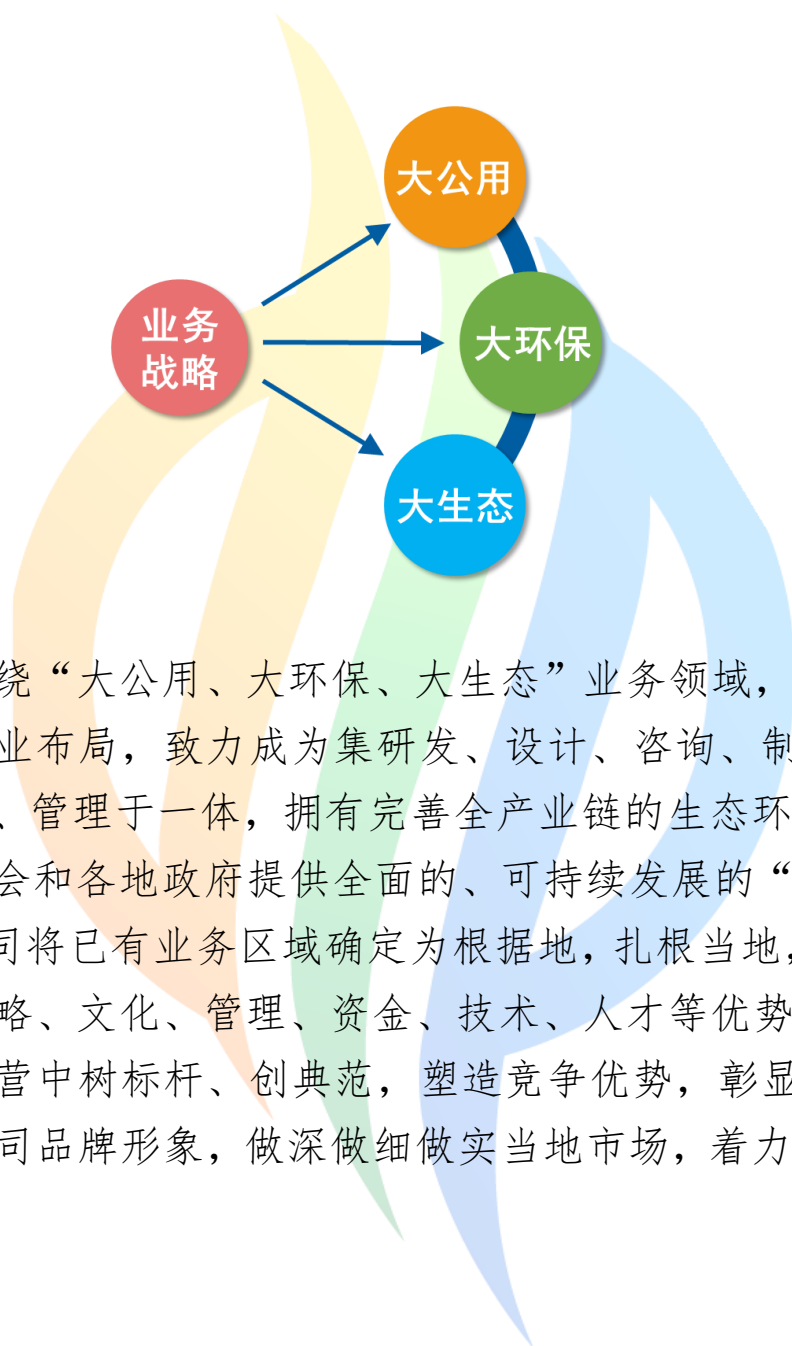 大公用
业务
战略
大环保
大生态
绕“大公用、大环保、大生态”业务领域，
业布局，致力成为集研发、设计、咨询、制
、管理于一体，拥有完善全产业链的生态环
会和各地政府提供全面的、可持续发展的“
司将已有业务区域确定为根据地，扎根当地，
略、文化、管理、资金、技术、人才等优势
营中树标杆、创典范，塑造竞争优势，彰显
司品牌形象，做深做细做实当地市场，着力